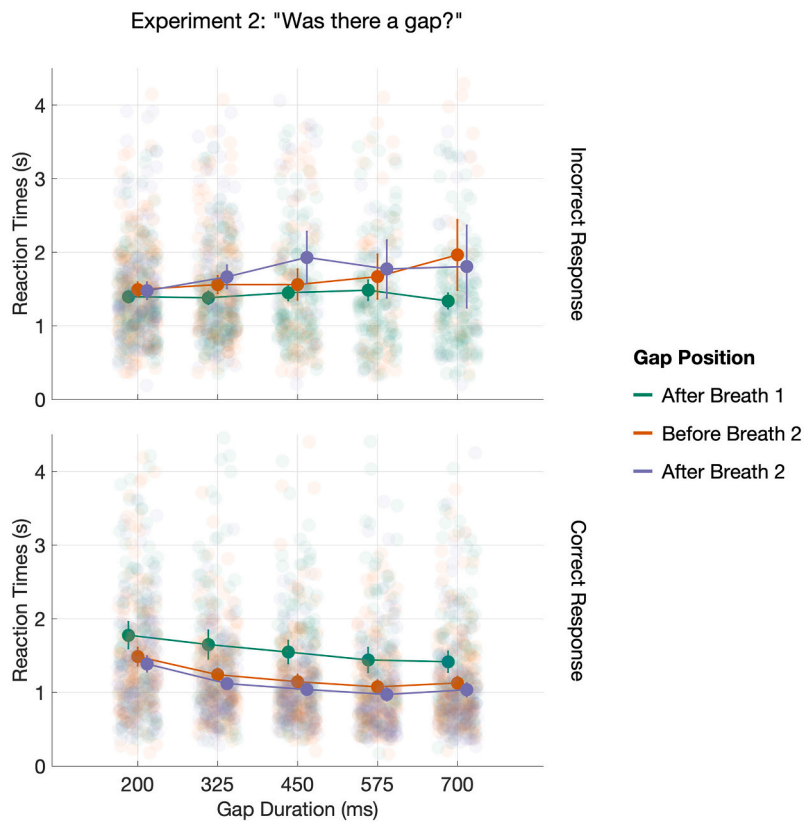 Experiment 2: "Was there a gap?"
Reaction Times (s)
4
3
2
1
0
Incorrect Response
Gap Position
After Breath 1
Before Breath 2
After Breath 2
Reaction Times (s)
4
3
2
1
0
Correct Response
200 325 450 575 700
Gap Duration (ms)